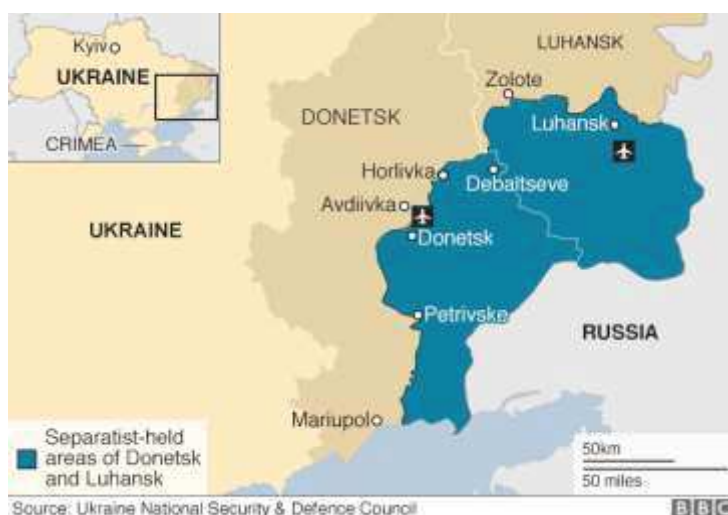 Kyiv
UKRAINE
CRIMEA
LUHANSK
Zolote
DONETSK
Luhansk
Horlivka
Debaltseve
Avdiivka
UKRAINE
Donetsk
Petrivske
RUSSIA
Mariupol
Separatist-held
areas of Donetsk
and Luhansk
50km
50 miles
Source: Ukraine National Security & Defence Council
BBC